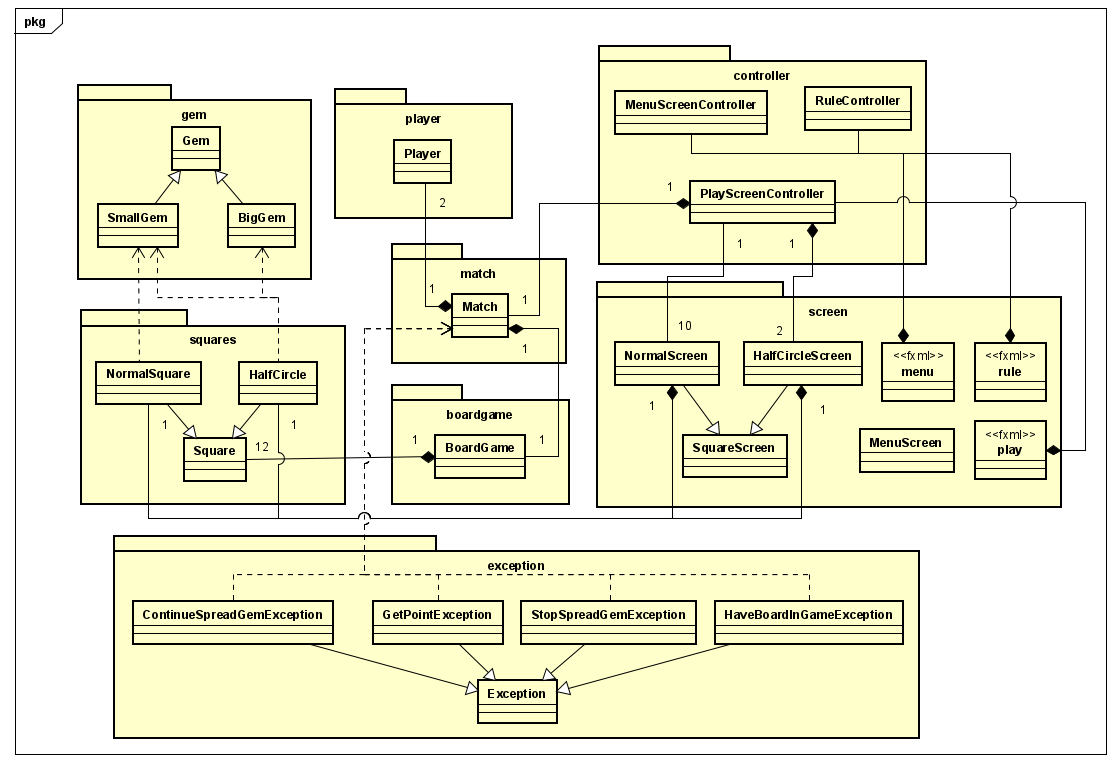 pkg
controller
MenuScreenController
RuleController
PlayScreenController
1
1
1
gem
Gem
SmallGem
BigGem
player
Player
2
match
1
Match
1
1
screen
10
2
NormalScreen
HalfCircleScreen
<<fxml>>
menu
<<fxml>>
rule
1
1
SquareScreen
MenuScreen
<<fxml>>
play
squares
NormalSquare
HalfCircle
1
1
Square
12
boardgame
1
BoardGame
1
exception
ContinueSpreadGemException
GetPointException
StopSpreadGemException
HaveBoardInGameException
Exception